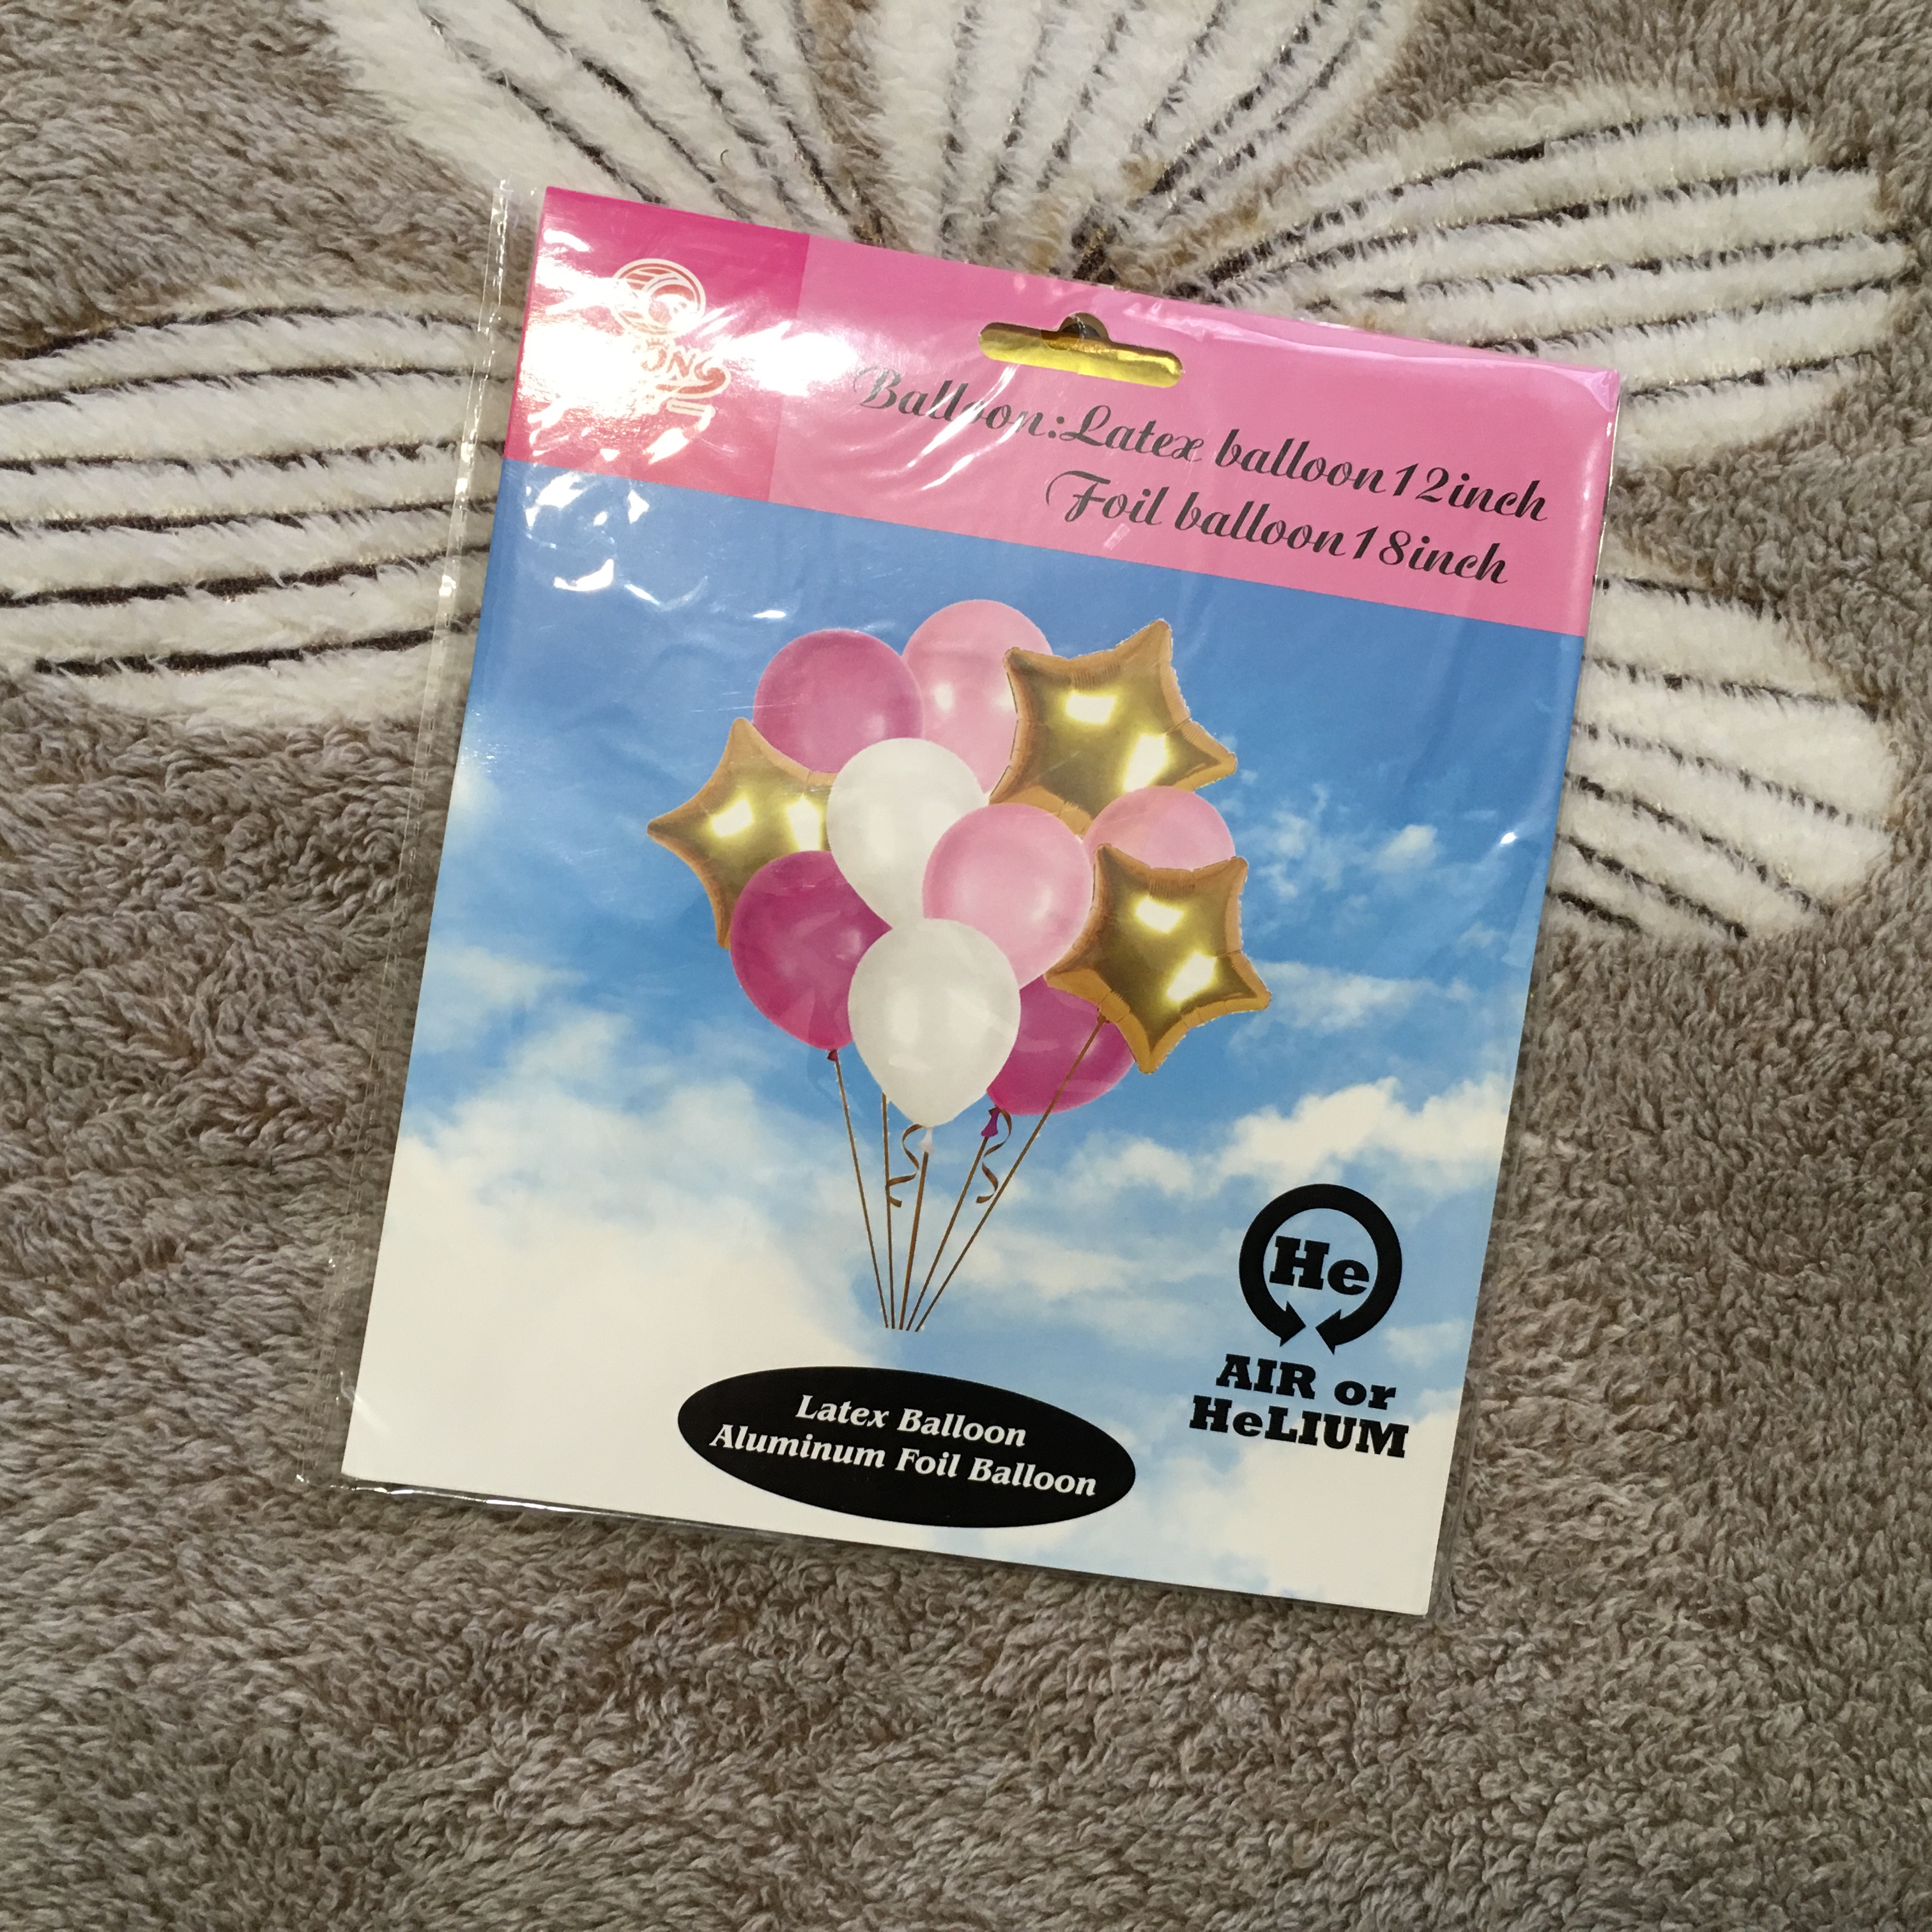 Balloon:Latex balloon12inch
Foil balloon18inch
He
AIR or
HeLIUM
Latex Balloon
Aluminum Foil Balloon